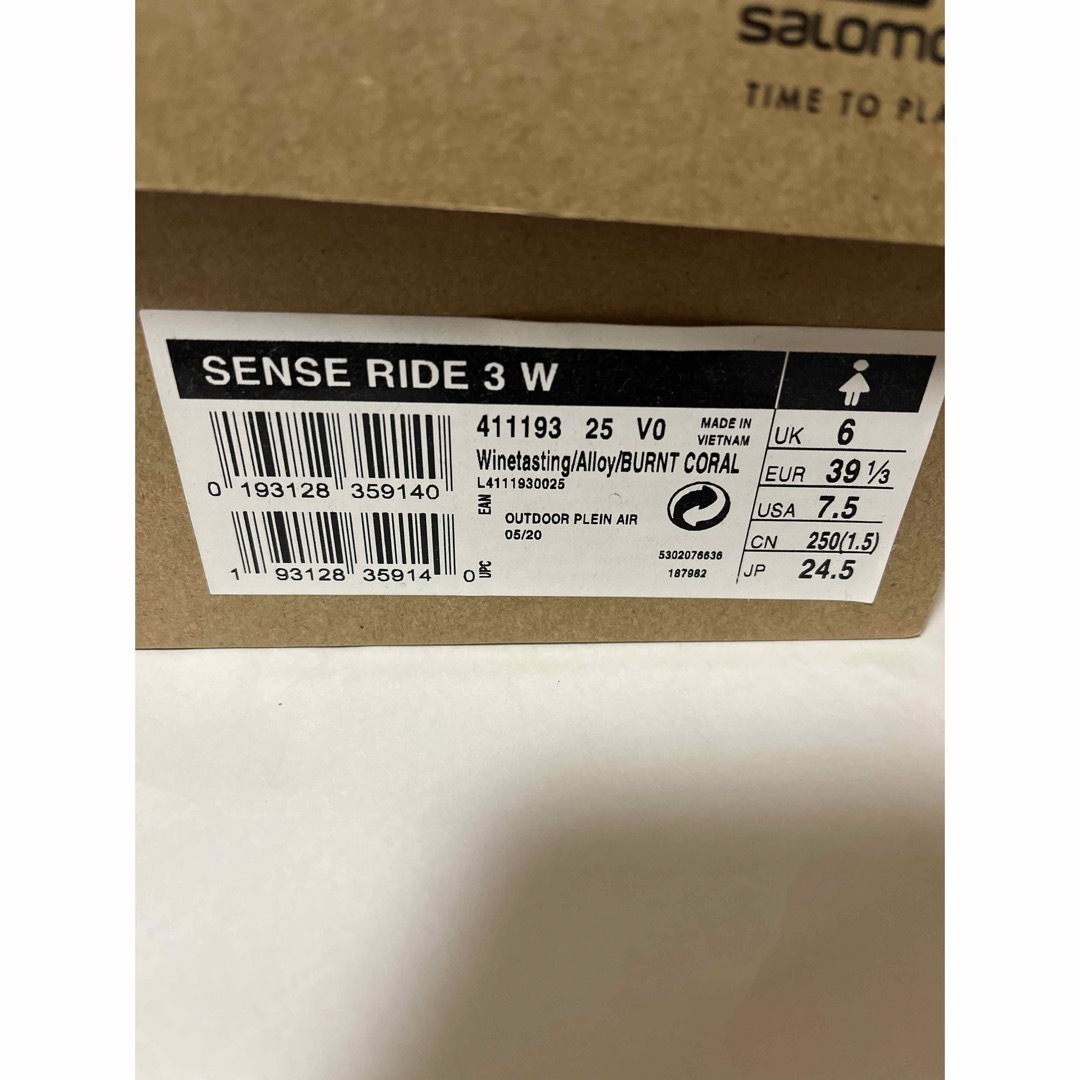 salomo
TIME TO PLA
SENSE RIDE 3 W
411193 25 V0
MADE IN
VIETNAM
Winetasting/Alloy/BURNT CORAL
L4111930025
0 193128 359140
EAN
OUTDOOR PLEIN AIR
05/20
5302076636
187982
1 93128 35914 0
UPC
UK 6
EUR 39 1/3
USA 7.5
CN 250(1.5)
JP 24.5